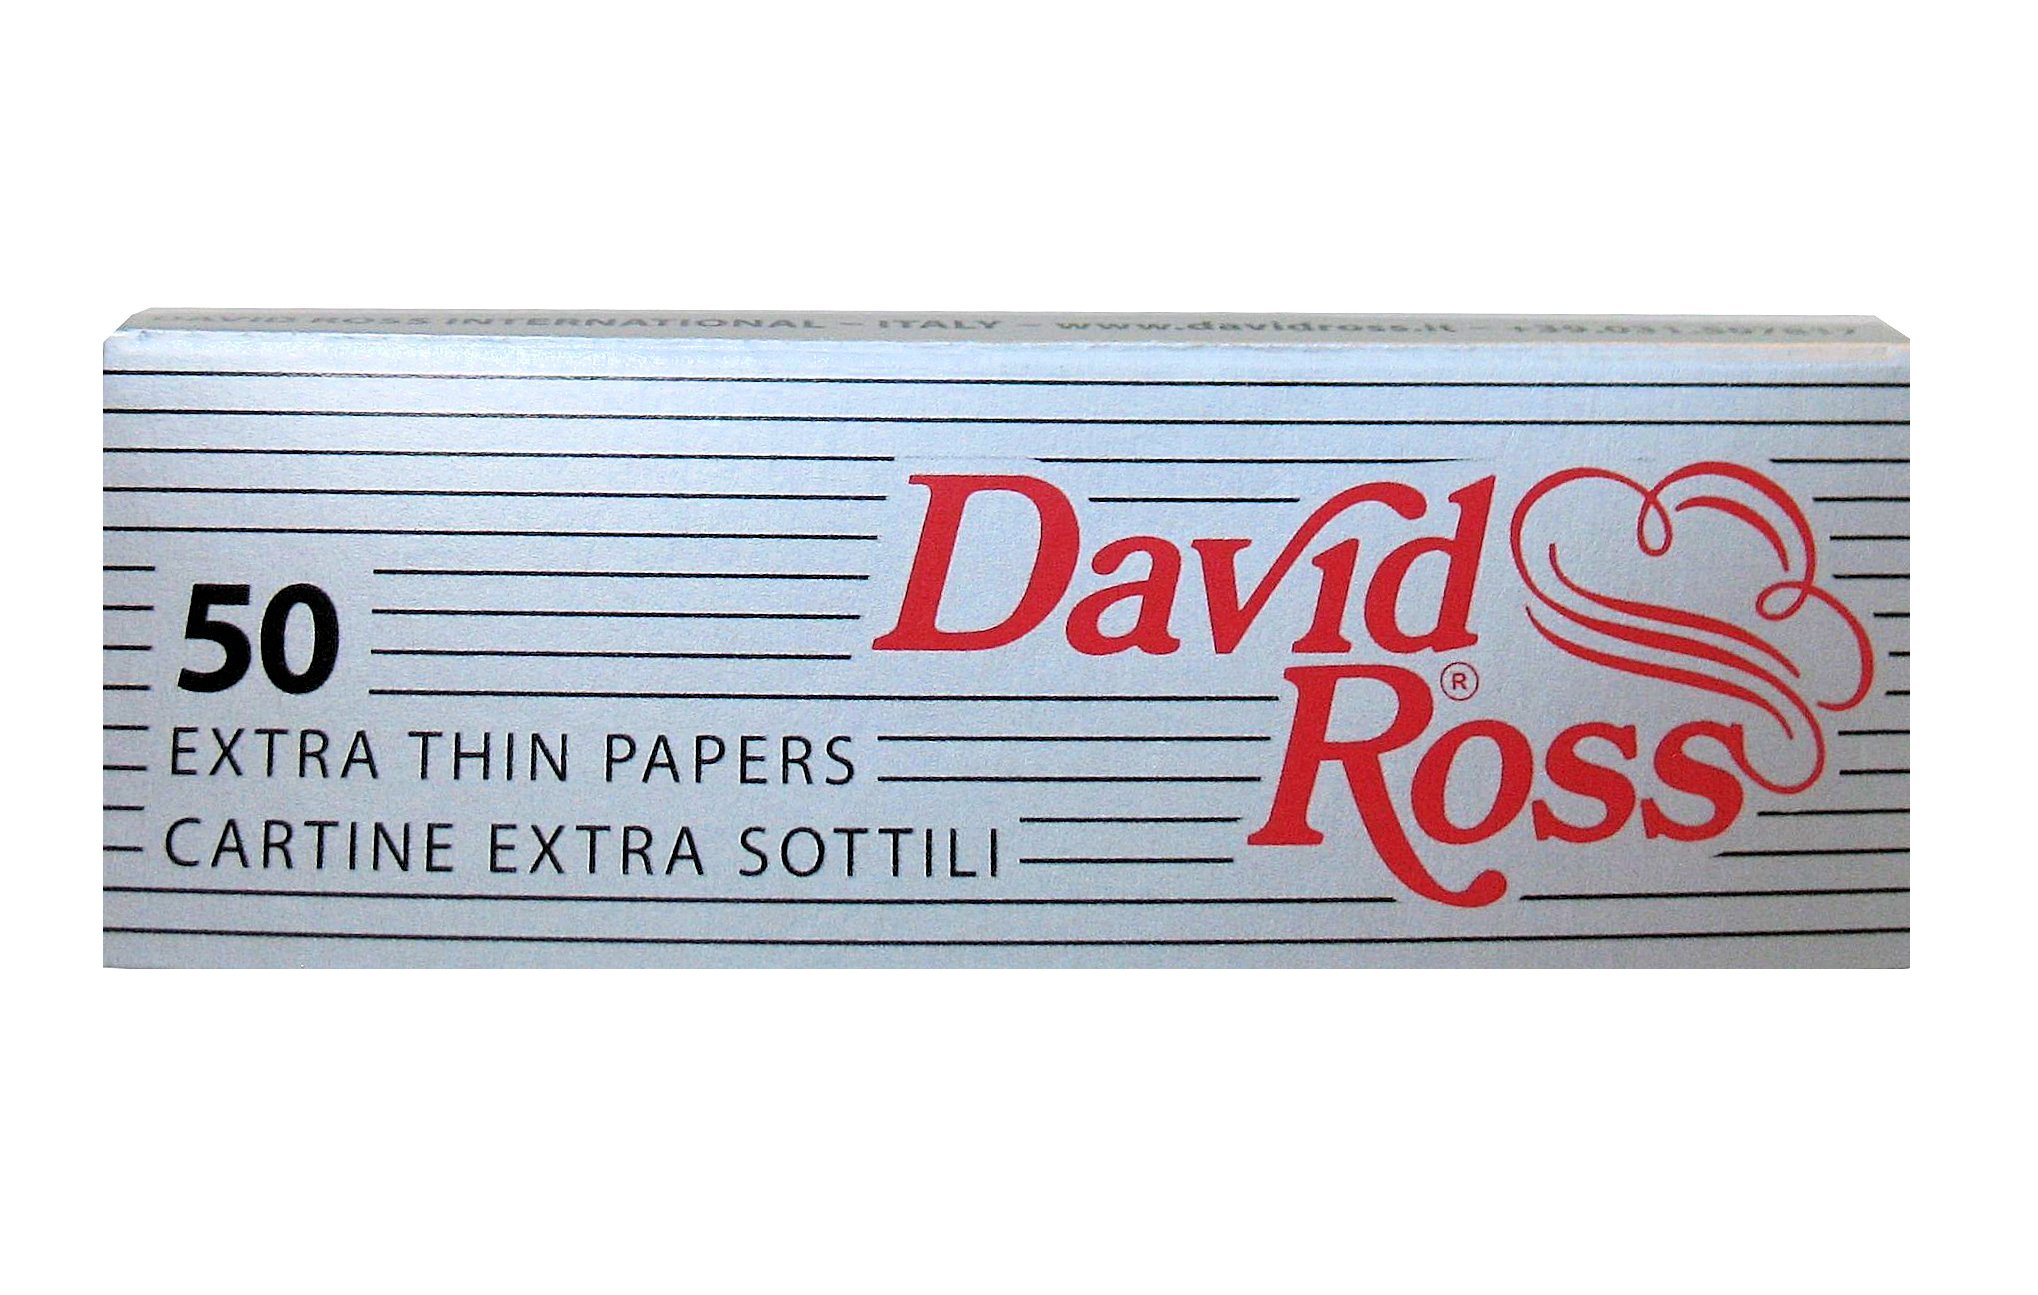 DAVID ROSS INTERNATIONAL - ITALY - www.davidross.it -
50
EXTRA THIN PAPERS
CARTINE EXTRA SOTTILI
David
Ross®